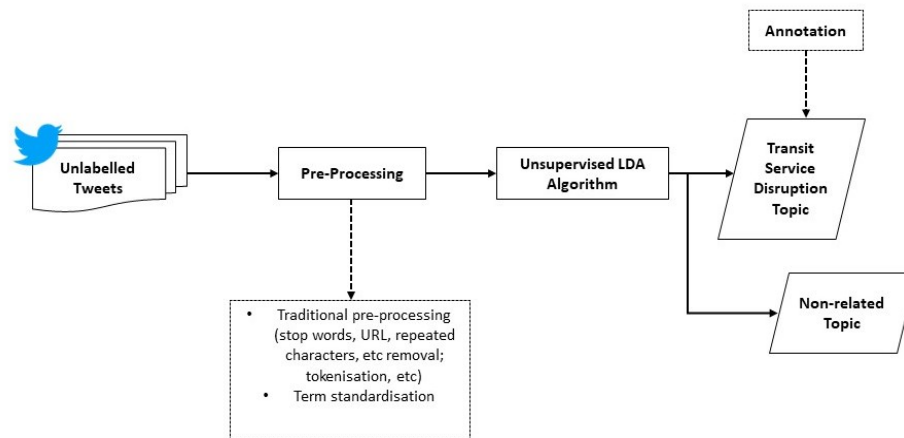 Annotation
Unlabelled
Tweets
Pre-Processing
Unsupervised LDA
Algorithm
Transit
Service
Disruption
Topic
Non-related
Topic
• Traditional pre-processing
(stop words, URL, repeated
characters, etc removal;
tokenisation, etc)
• Term standardisation